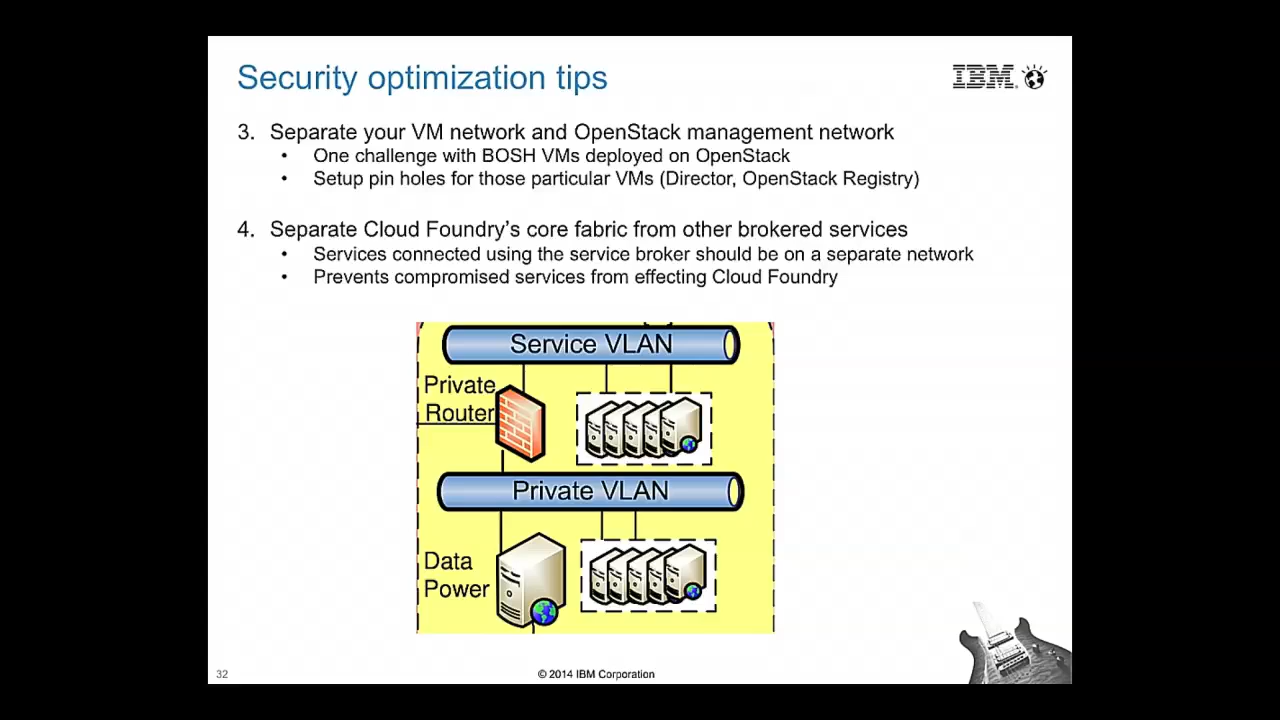 Security optimization tips
IBM
3. Separate your VM network and OpenStack management network
• One challenge with BOSH VMs deployed on OpenStack
• Setup pin holes for those particular VMs (Director, OpenStack Registry)
4. Separate Cloud Foundry’s core fabric from other brokered services
• Services connected using the service broker should be on a separate network
• Prevents compromised services from effecting Cloud Foundry
Service VLAN
Private
Router
Private VLAN
Data
Power
32
© 2014 IBM Corporation